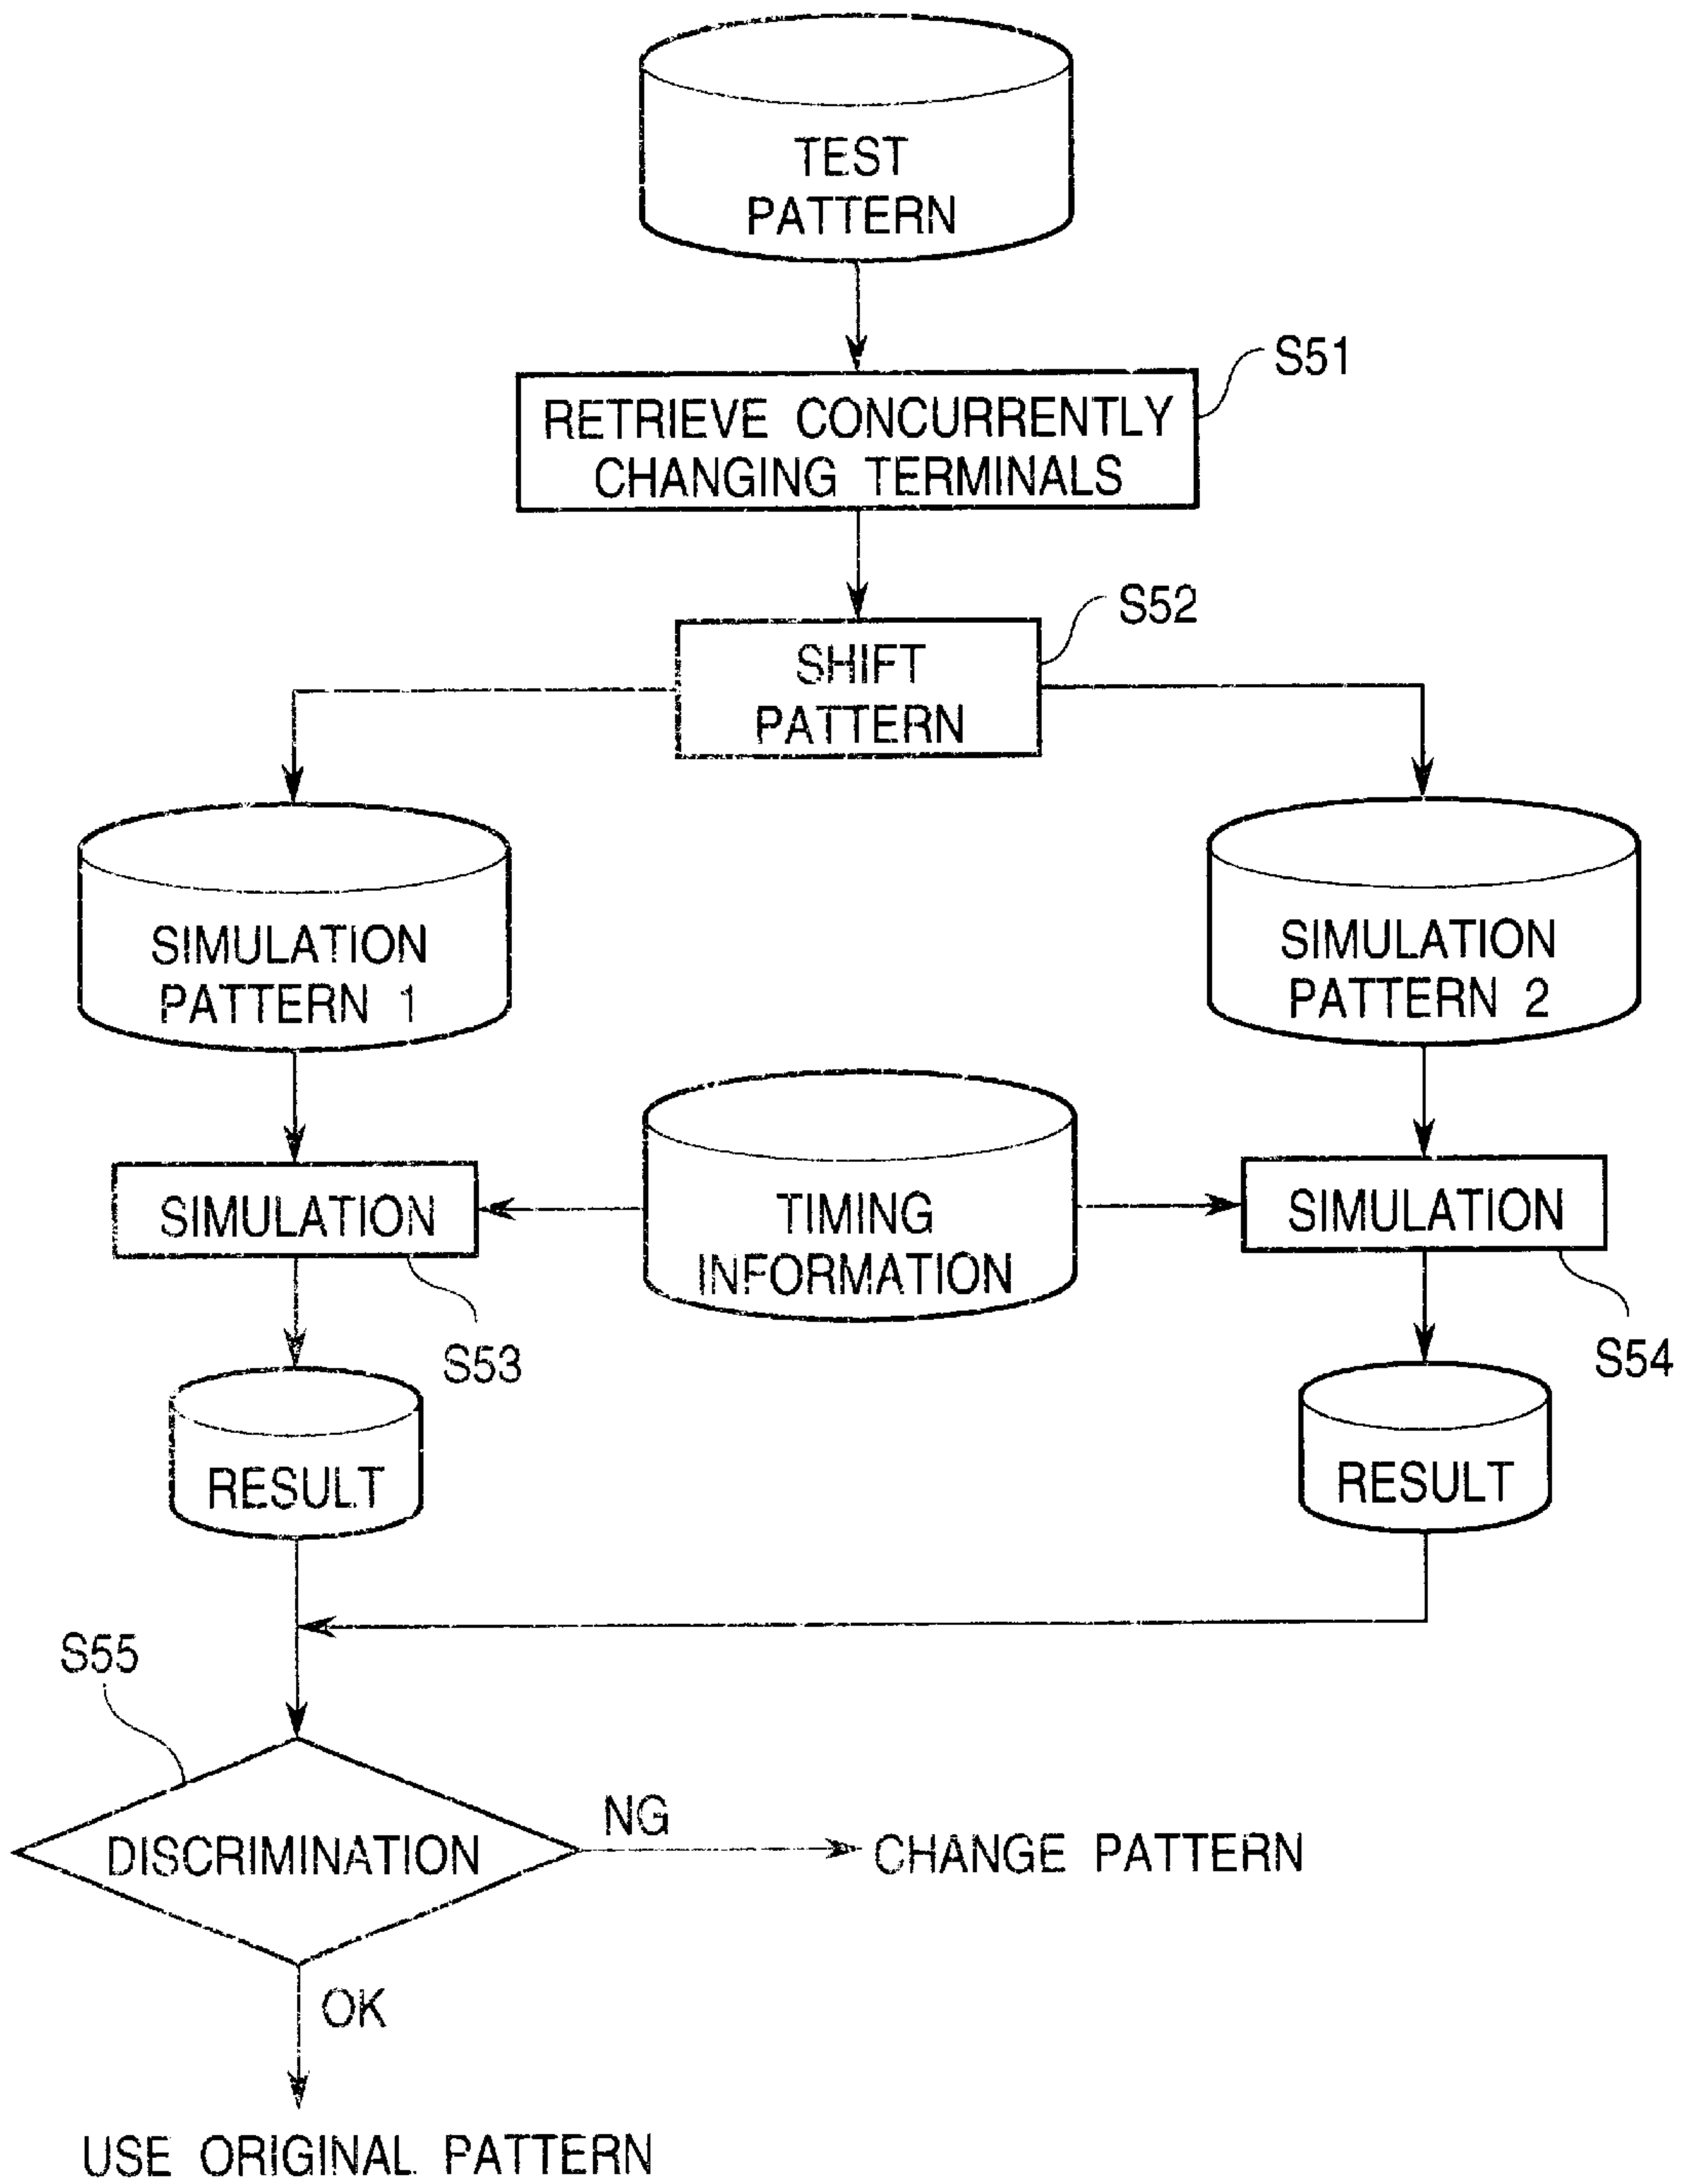 TEST
PATTERN
S51
RETRIEVE CONCURRENTLY
CHANGING TERMINALS
S52
SHIFT
PATTERN
SIMULATION
PATTERN 1
SIMULATION
PATTERN 2
TIMING
INFORMATION
SIMULATION
SIMULATION
S53
S54
RESULT
RESULT
S55
DISCRIMINATION
NG
CHANGE PATTERN
OK
USE ORIGINAL PATTERN